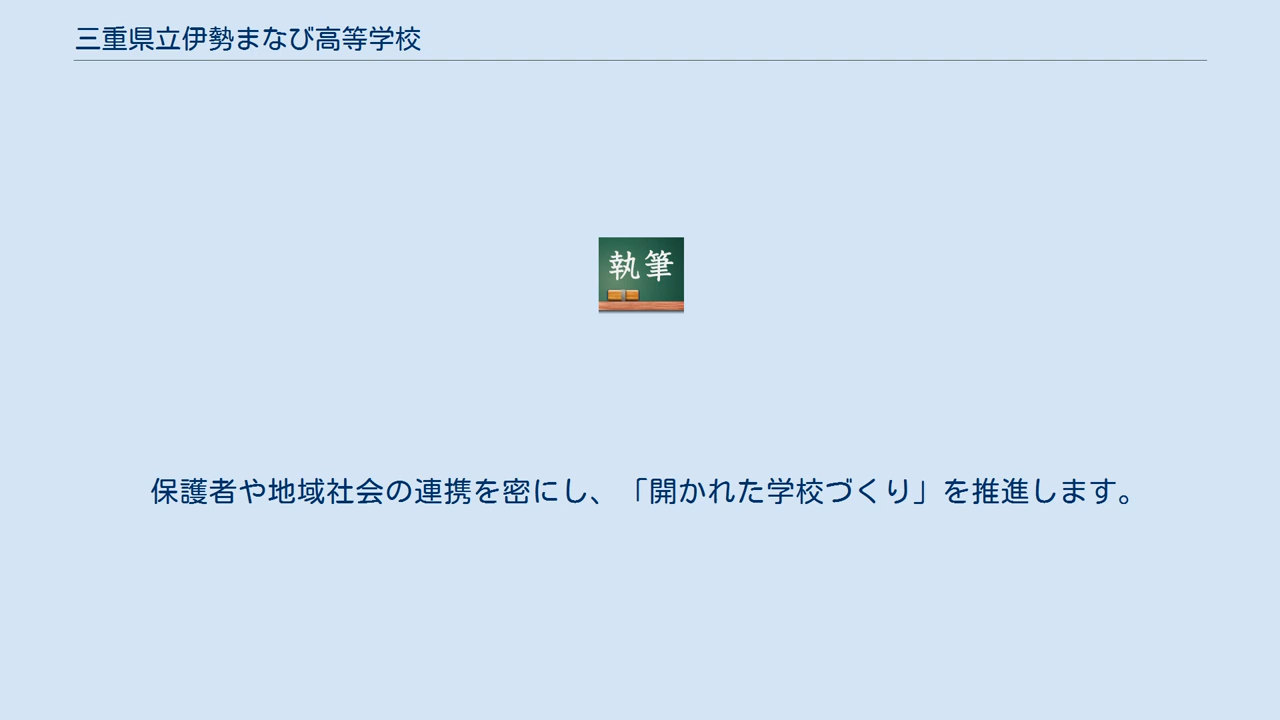 三重県立伊勢まなび高等学校
執筆
保護者や地域社会の連携を密にし、「開かれた学校づくり」を推進します。